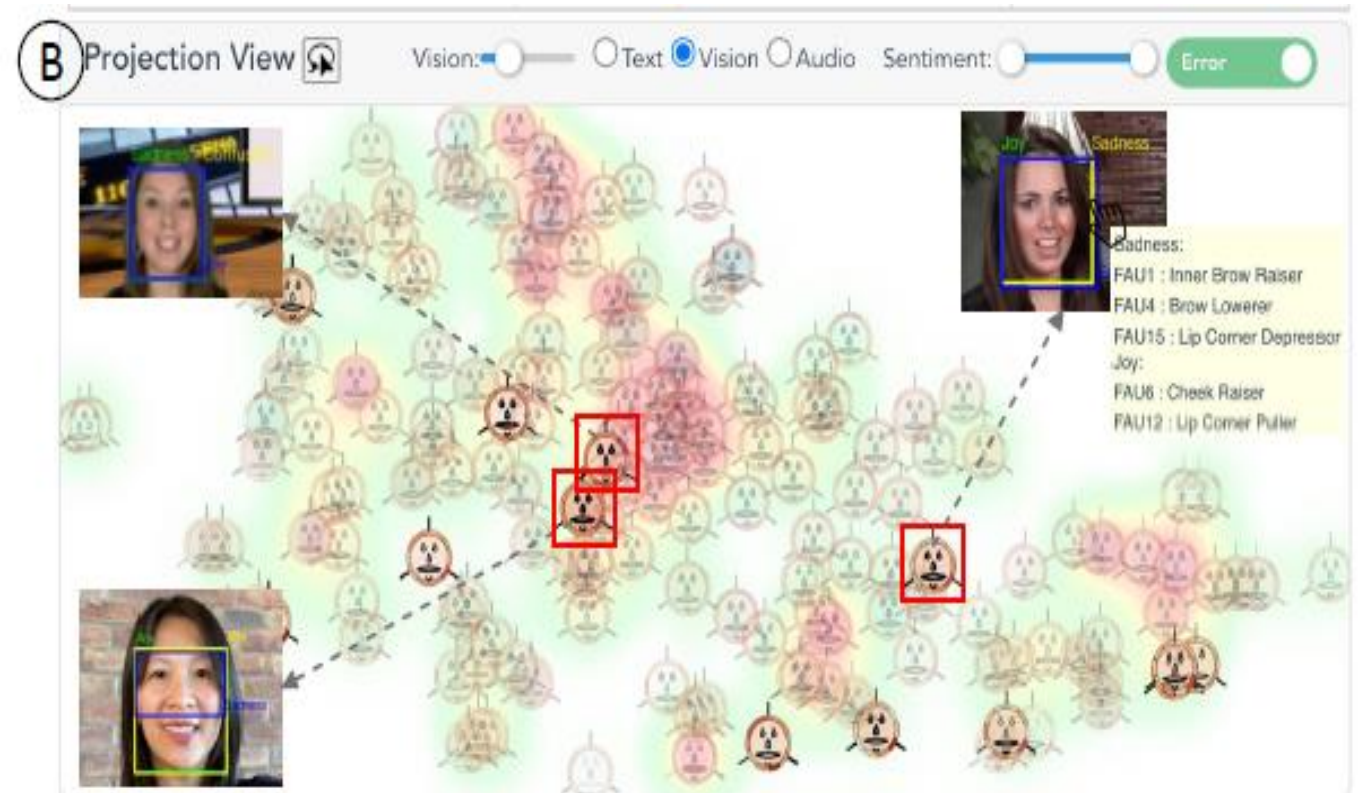 B
Projection View
Vision:
Text Vision Audio
Sentiment:
Error
Joy Sadness
Sadness:
FAU1 : Inner Brow Raiser
FAU4 : Brow Lowerer
FAU15 : Lip Corner Depressor
Joy:
FAU6 : Cheek Raiser
FAU12 : Lip Corner Puller